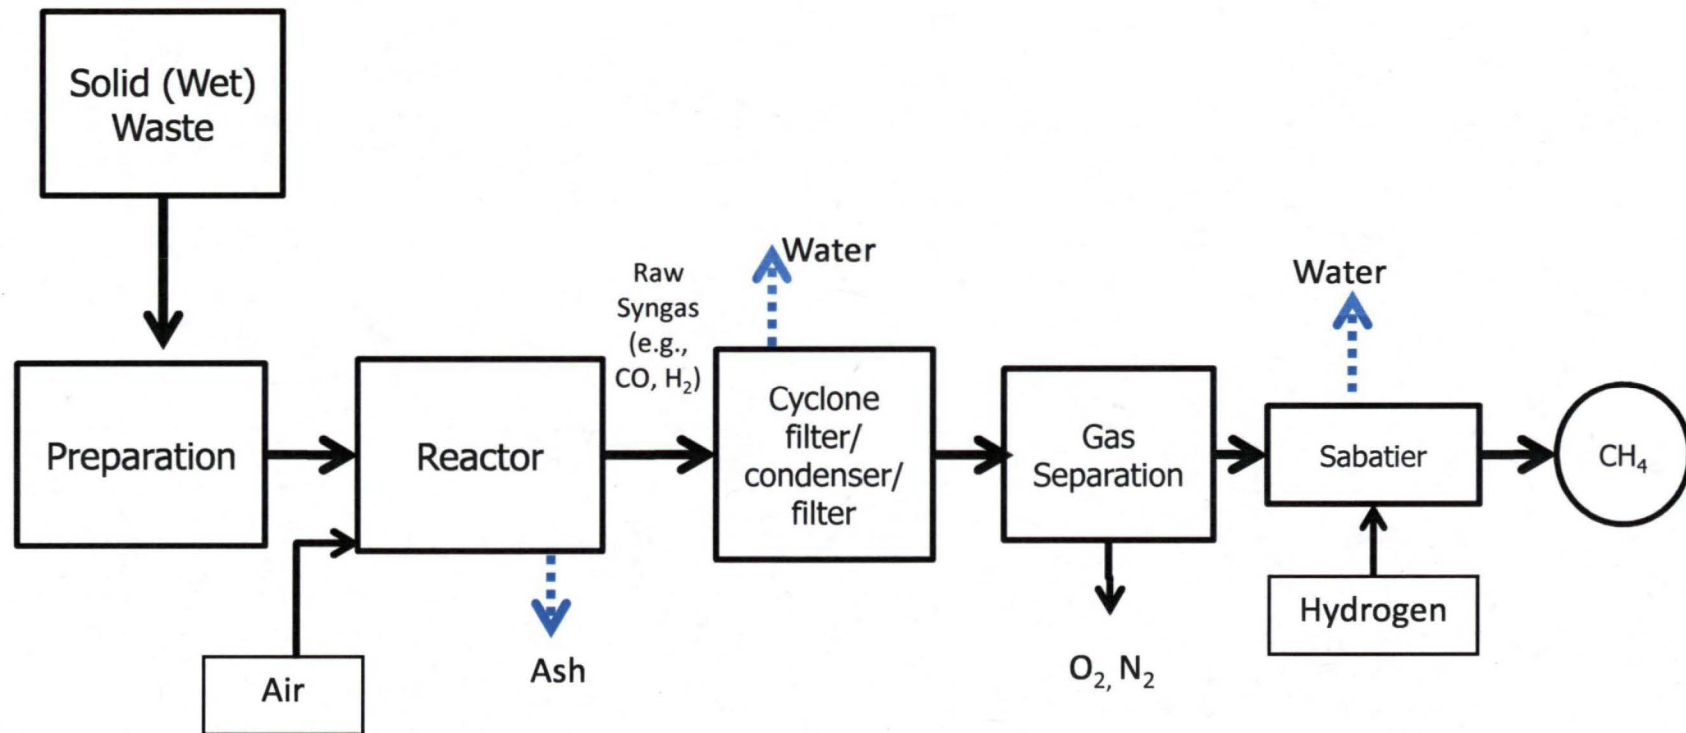 Solid (Wet)
Waste
Preparation
Air
Reactor
Ash
Raw
Syngas
(e.g.,
CO, H₂)
Water
Cyclone
filter/
condenser/
filter
Gas
Separation
O₂, N₂
Water
Sabatier
Hydrogen
CH₄